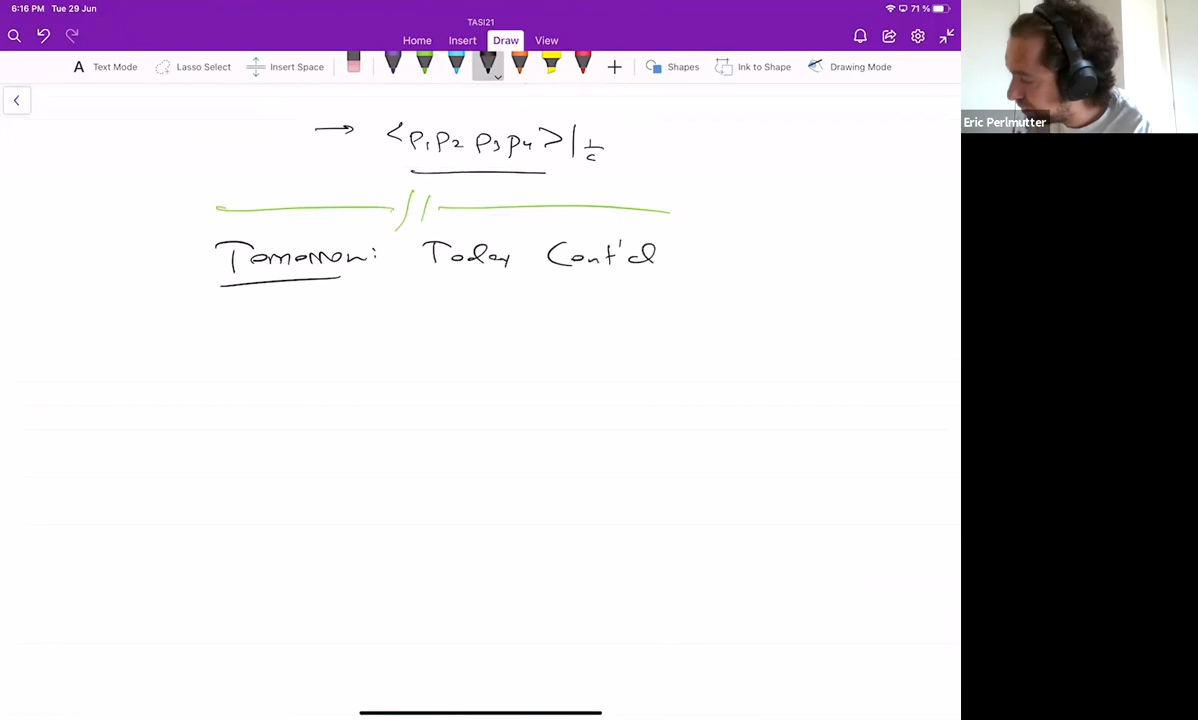 6:16 PM Tue 29 Jun
71 %
TASI21
Home Insert Draw View
A Text Mode Lasso Select Insert Space Shapes Ink to Shape Drawing Mode
Eric Perlmutter
→ <p₁p₂ p₃p₄>|1/c
Tomorrow: Today Cont'd